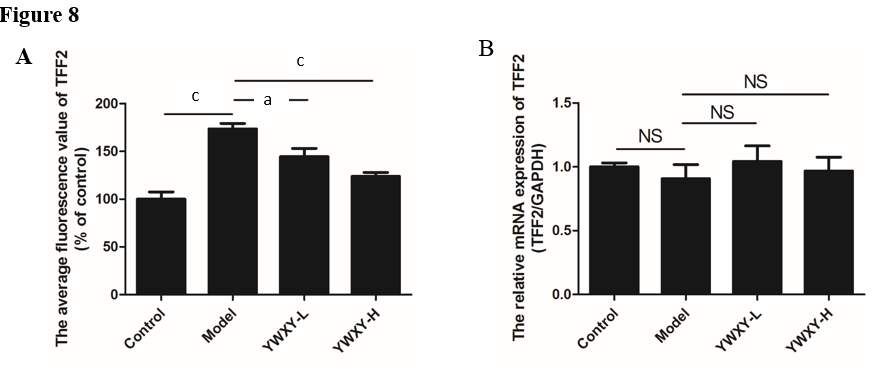 Figure 8
A
The average fluorescence value of TFF2
(% of control)
200
150
100
50
0
c
c
a
Control
Model
YWXY-L
YWXY-H
B
The relative mRNA expression of TFF2
(TFF2/GAPDH)
1.5
1.0
0.5
0.0
NS
NS
NS
Control
Model
YWXY-L
YWXY-H